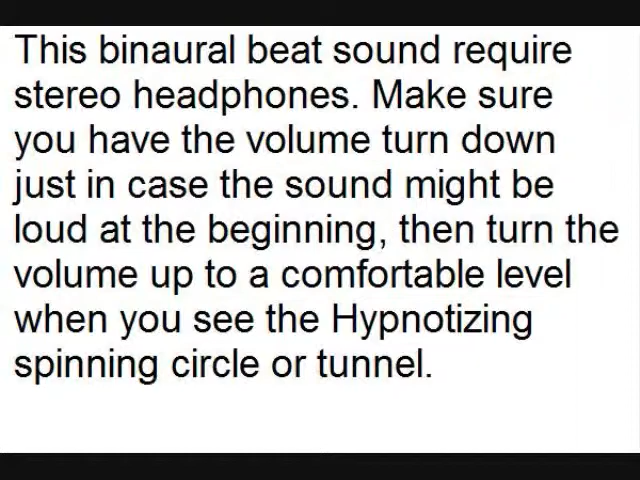 This binaural beat sound require
stereo headphones. Make sure
you have the volume turn down
just in case the sound might be
loud at the beginning, then turn the
volume up to a comfortable level
when you see the Hypnotizing
spinning circle or tunnel.